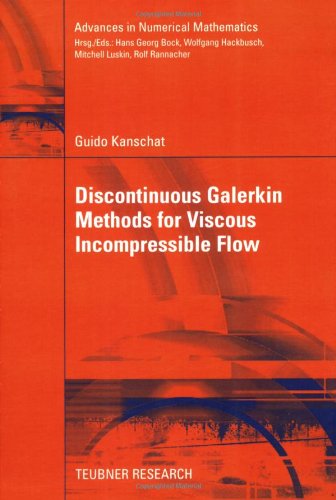 Advances in Numerical Mathematics
Hrsg./Eds.: Hans Georg Bock, Wolfgang Hackbusch,
Mitchell Luskin, Rolf Rannacher
Guido Kanschat
Discontinuous Galerkin
Methods for Viscous
Incompressible Flow
TEUBNER RESEARCH